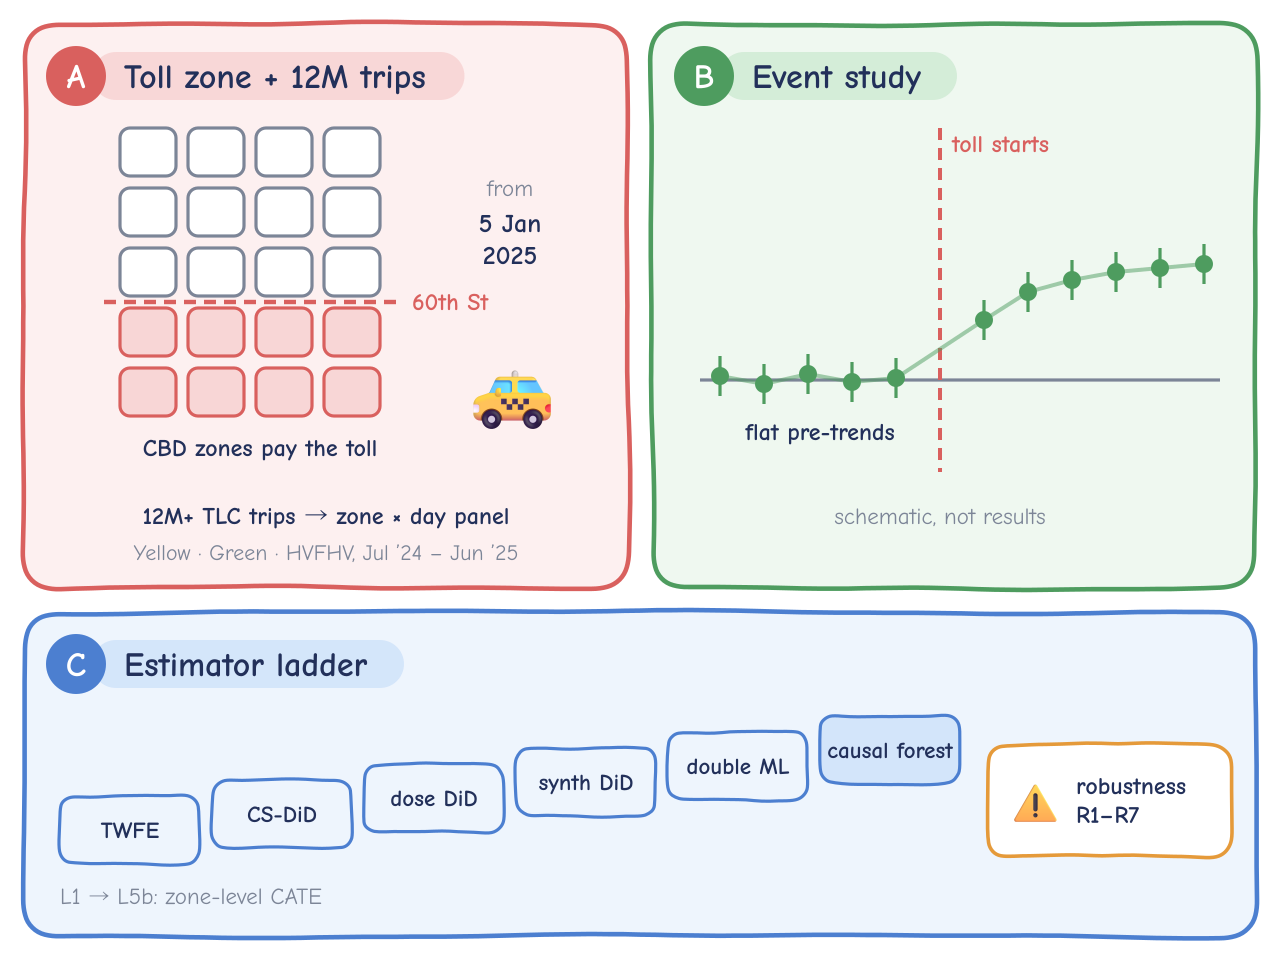 A
Toll zone + 12M trips
from
5 Jan
2025
60th St
CBD zones pay the toll
12M+ TLC trips → zone × day panel
Yellow · Green · HVFHV, Jul '24 – Jun '25
B
Event study
toll starts
flat pre-trends
schematic, not results
C
Estimator ladder
TWFE
CS-DiD
dose DiD
synth DiD
double ML
causal forest
robustness
R1–R7
L1 → L5b: zone-level CATE